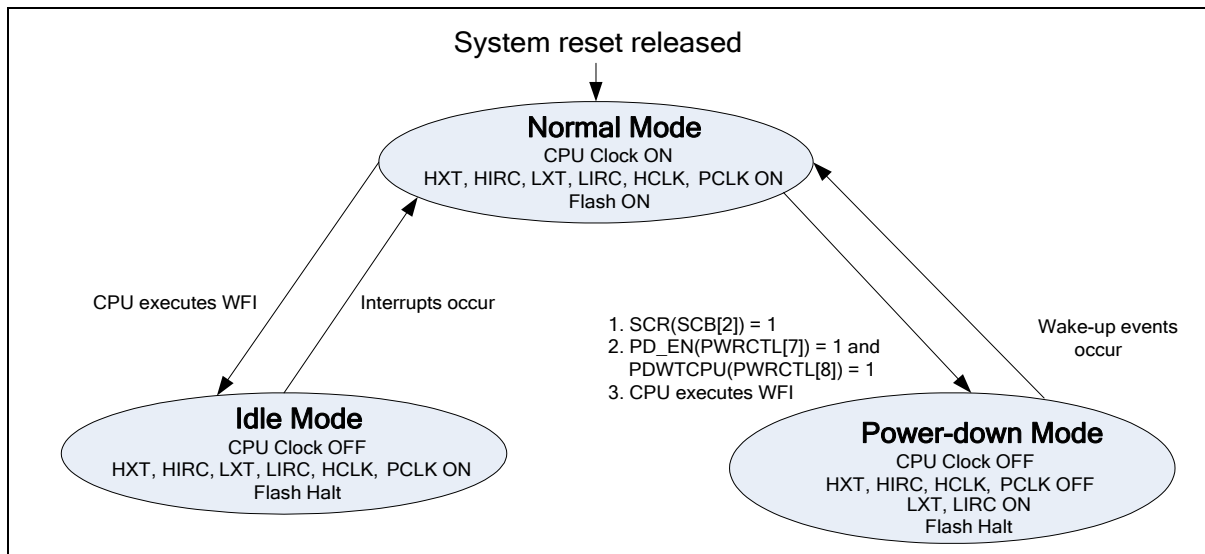 System reset released
Normal Mode
CPU Clock ON
HXT, HIRC, LXT, LIRC, HCLK, PCLK ON
Flash ON
CPU executes WFI
Interrupts occur
1. SCR(SCB[2]) = 1
2. PD_EN(PWRCTL[7]) = 1 and
PDWTCPU(PWRCTL[8]) = 1
3. CPU executes WFI
Wake-up events
occur
Idle Mode
CPU Clock OFF
HXT, HIRC, LXT, LIRC, HCLK, PCLK ON
Flash Halt
Power-down Mode
CPU Clock OFF
HXT, HIRC, HCLK, PCLK OFF
LXT, LIRC ON
Flash Halt